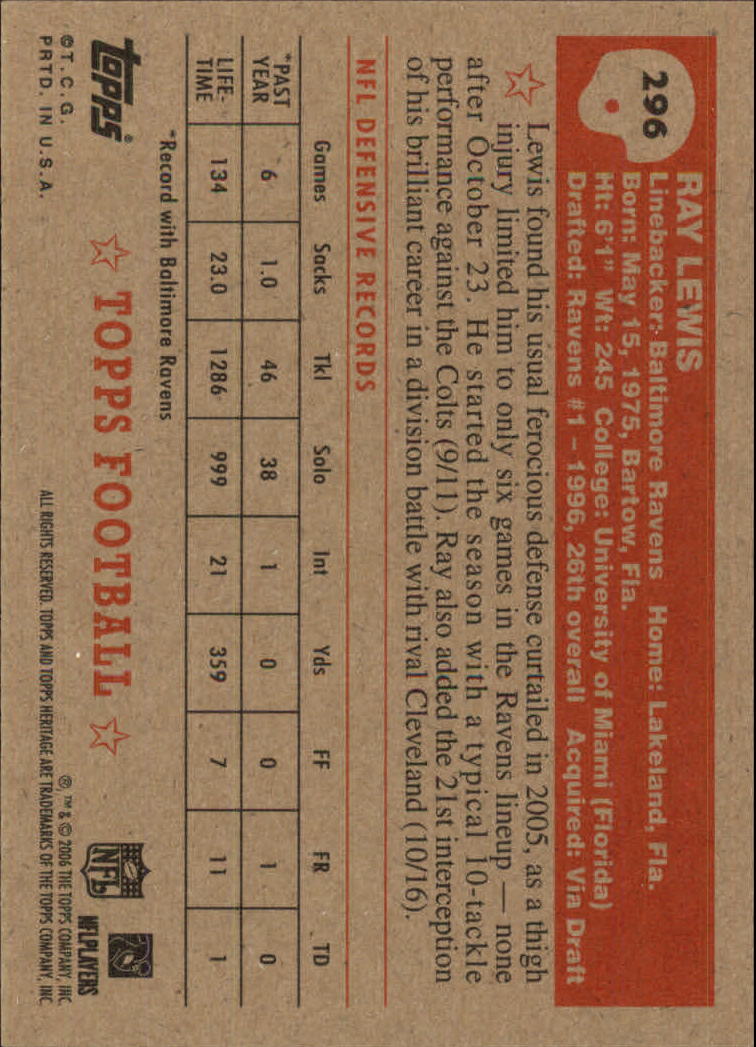 296
RAY LEWIS
Linebacker: Baltimore Ravens Home: Lakeland, Fla.
Born: May 15, 1975, Bartow, Fla.
Ht: 6'1" Wt: 245 College: University of Miami (Florida)
Drafted: Ravens #1 – 1996, 26th overall Acquired: Via Draft
Lewis found his usual ferocious defense curtailed in 2005, as a thigh
injury limited him to only six games in the Ravens lineup — none
after October 23. He started the season with a typical 10-tackle
performance against the Colts (9/11). Ray also added the 21st interception
of his brilliant career in a division battle with rival Cleveland (10/16).
NFL DEFENSIVE RECORDS
Games Sacks Tkl Solo Int Yds FF FR TD
*PAST
YEAR 6 1.0 46 38 1 0 0 1 0
LIFE-
TIME 134 23.0 1286 999 21 359 7 11 1
*Record with Baltimore Ravens
topps®
TOPPS FOOTBALL
NFL
NFLPLAYERS
©T.C.G.
PRTD. IN U.S.A.
®, ™ & © 2006 THE TOPPS COMPANY, INC.
ALL RIGHTS RESERVED. TOPPS AND TOPPS HERITAGE ARE TRADEMARKS OF THE TOPPS COMPANY, INC.